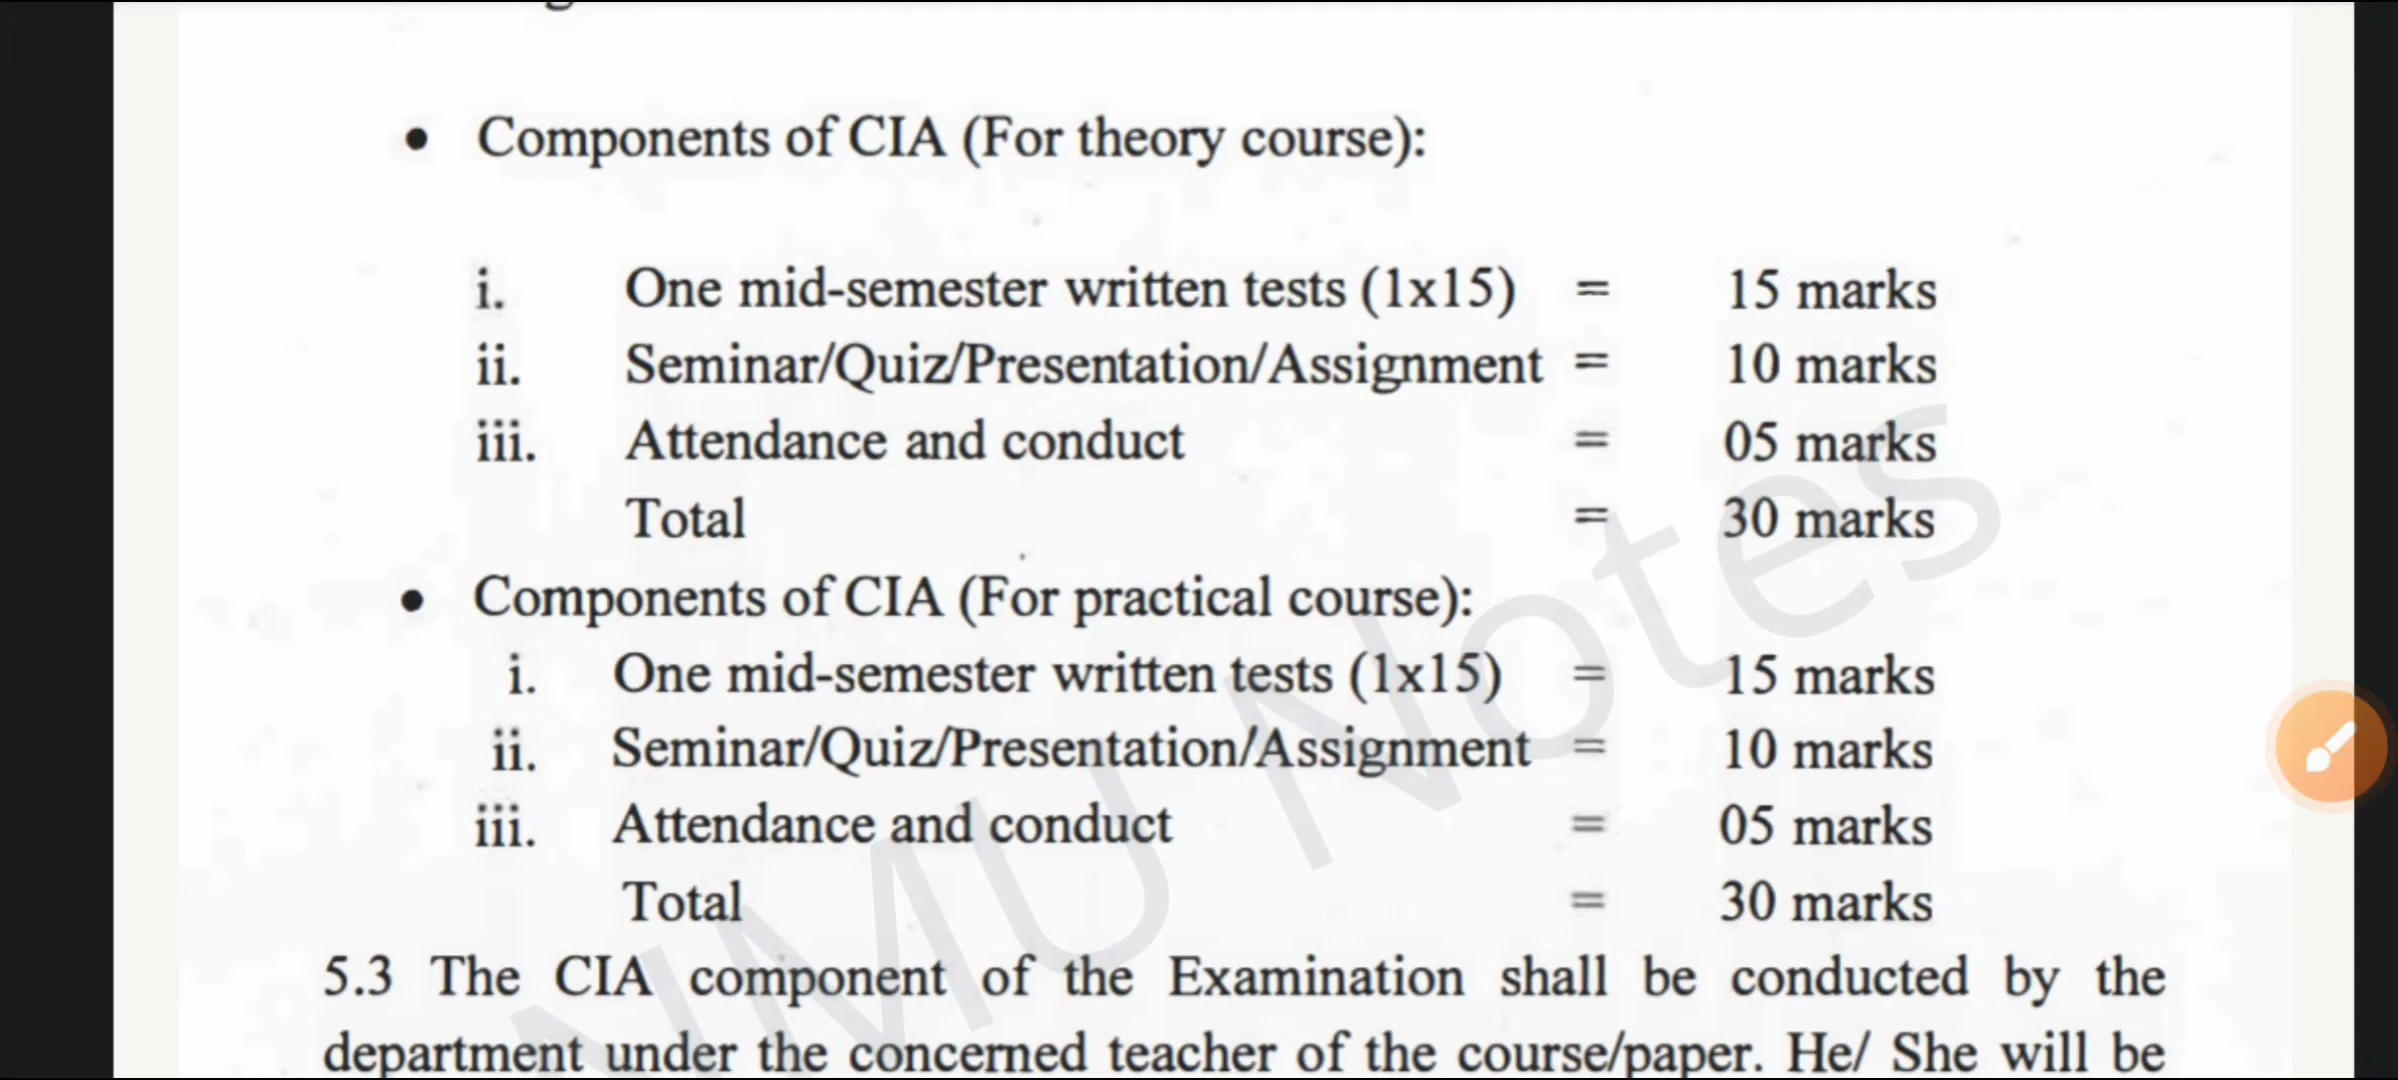 • Components of CIA (For theory course):
i. One mid-semester written tests (1x15) = 15 marks
ii. Seminar/Quiz/Presentation/Assignment = 10 marks
iii. Attendance and conduct = 05 marks
Total = 30 marks
• Components of CIA (For practical course):
i. One mid-semester written tests (1x15) = 15 marks
ii. Seminar/Quiz/Presentation/Assignment = 10 marks
iii. Attendance and conduct = 05 marks
Total = 30 marks
5.3 The CIA component of the Examination shall be conducted by the
department under the concerned teacher of the course/paper. He/ She will be
Notes